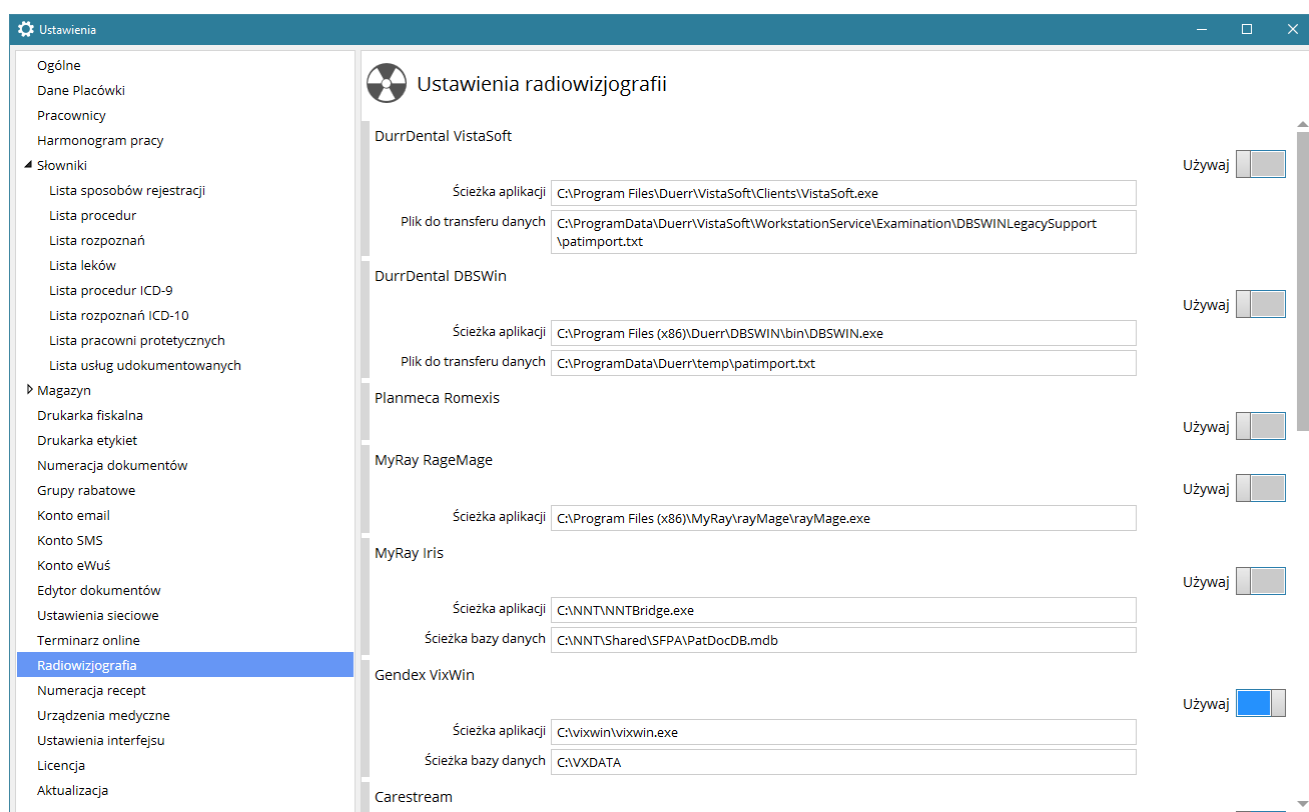 Ustawienia
Ogólne
Dane Placówki
Pracownicy
Harmonogram pracy
Słowniki
Lista sposobów rejestracji
Lista procedur
Lista rozpoznań
Lista leków
Lista procedur ICD-9
Lista rozpoznań ICD-10
Lista pracowni protetycznych
Lista usług udokumentowanych
Magazyn
Drukarka fiskalna
Drukarka etykiet
Numeracja dokumentów
Grupy rabatowe
Konto email
Konto SMS
Konto eWuś
Edytor dokumentów
Ustawienia sieciowe
Terminarz online
Radiowizjografia
Numeracja recept
Urządzenia medyczne
Ustawienia interfejsu
Licencja
Aktualizacja
Ustawienia radiowizjografii
DurrDental VistaSoft
Używaj
Ścieżka aplikacji C:\Program Files\Duerr\VistaSoft\Clients\VistaSoft.exe
Plik do transferu danych C:\ProgramData\Duerr\VistaSoft\WorkstationService\Examination\DBSWINLegacySupport
\patimport.txt
DurrDental DBSWin
Używaj
Ścieżka aplikacji C:\Program Files (x86)\Duerr\DBSWIN\bin\DBSWIN.exe
Plik do transferu danych C:\ProgramData\Duerr\temp\patimport.txt
Planmeca Romexis
Używaj
MyRay RageMage
Używaj
Ścieżka aplikacji C:\Program Files (x86)\MyRay\rayMage\rayMage.exe
MyRay Iris
Używaj
Ścieżka aplikacji C:\NNT\NNTBridge.exe
Ścieżka bazy danych C:\NNT\Shared\SFPA\PatDocDB.mdb
Gendex VixWin
Używaj
Ścieżka aplikacji C:\vixwin\vixwin.exe
Ścieżka bazy danych C:\VXDATA
Carestream